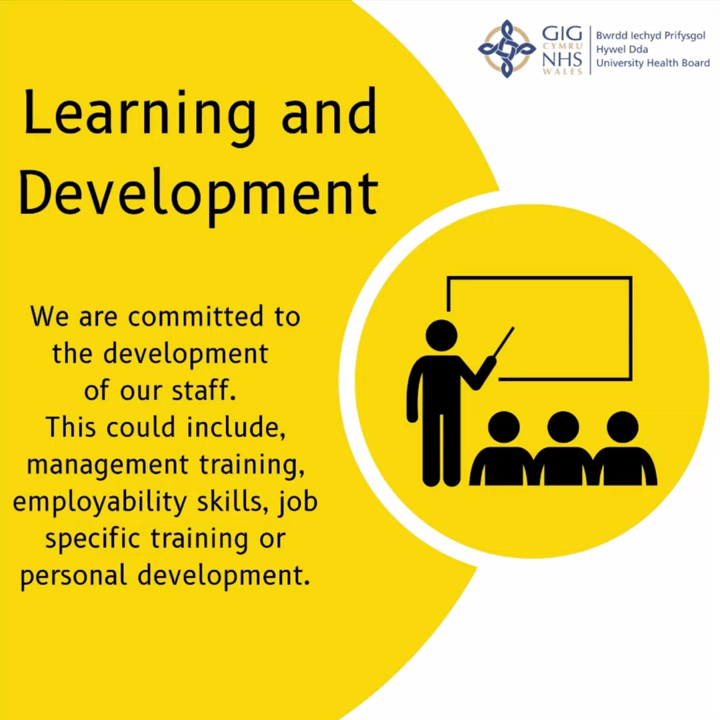 GIG
CYMRU
NHS
WALES
Bwrdd Iechyd Prifysgol
Hywel Dda
University Health Board
Learning and
Development
We are committed to
the development
of our staff.
This could include,
management training,
employability skills, job
specific training or
personal development.